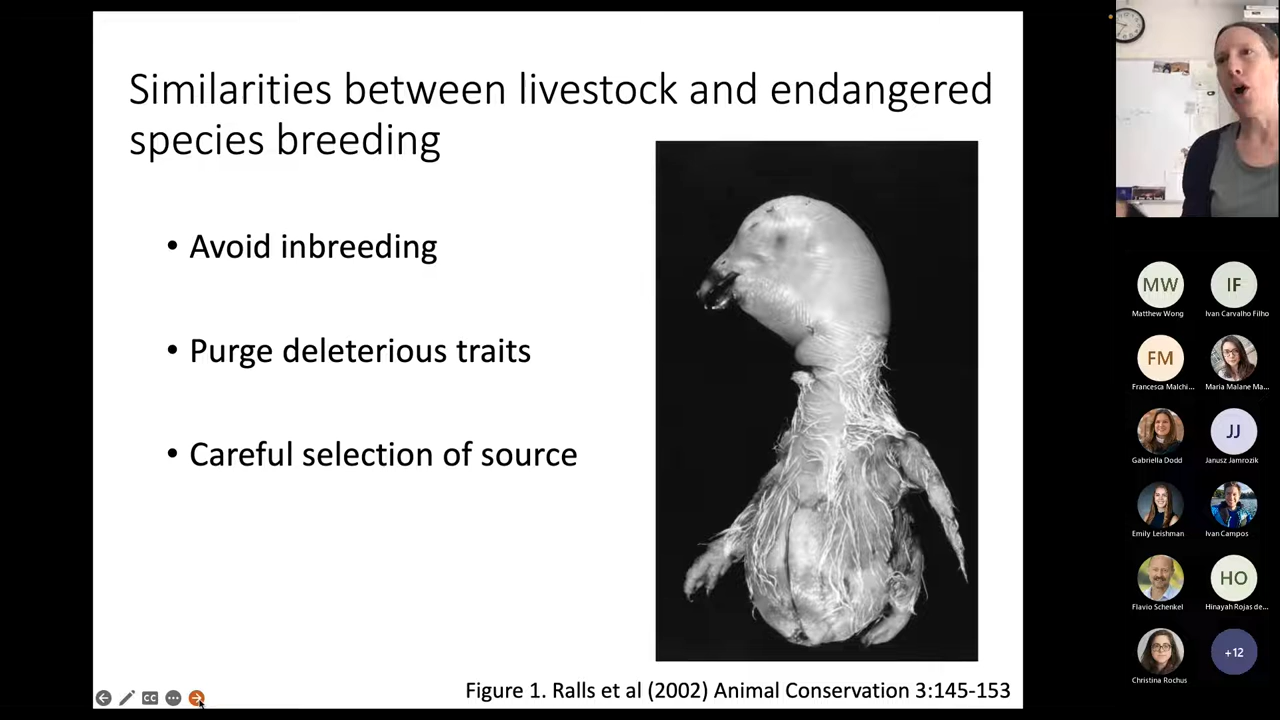 Similarities between livestock and endangered
species breeding
• Avoid inbreeding
• Purge deleterious traits
• Careful selection of source
Figure 1. Ralls et al (2002) Animal Conservation 3:145-153
CC
MW
IF
Matthew Wong
Ivan Carvalho Filho
FM
Francesca Malchi...
Maria Malane Ma...
JJ
Gabriella Dodd
Janusz Jamrozik
Emily Leishman
Ivan Campos
HO
Flavio Schenkel
Hinayah Rojas de...
+12
Christina Rochus